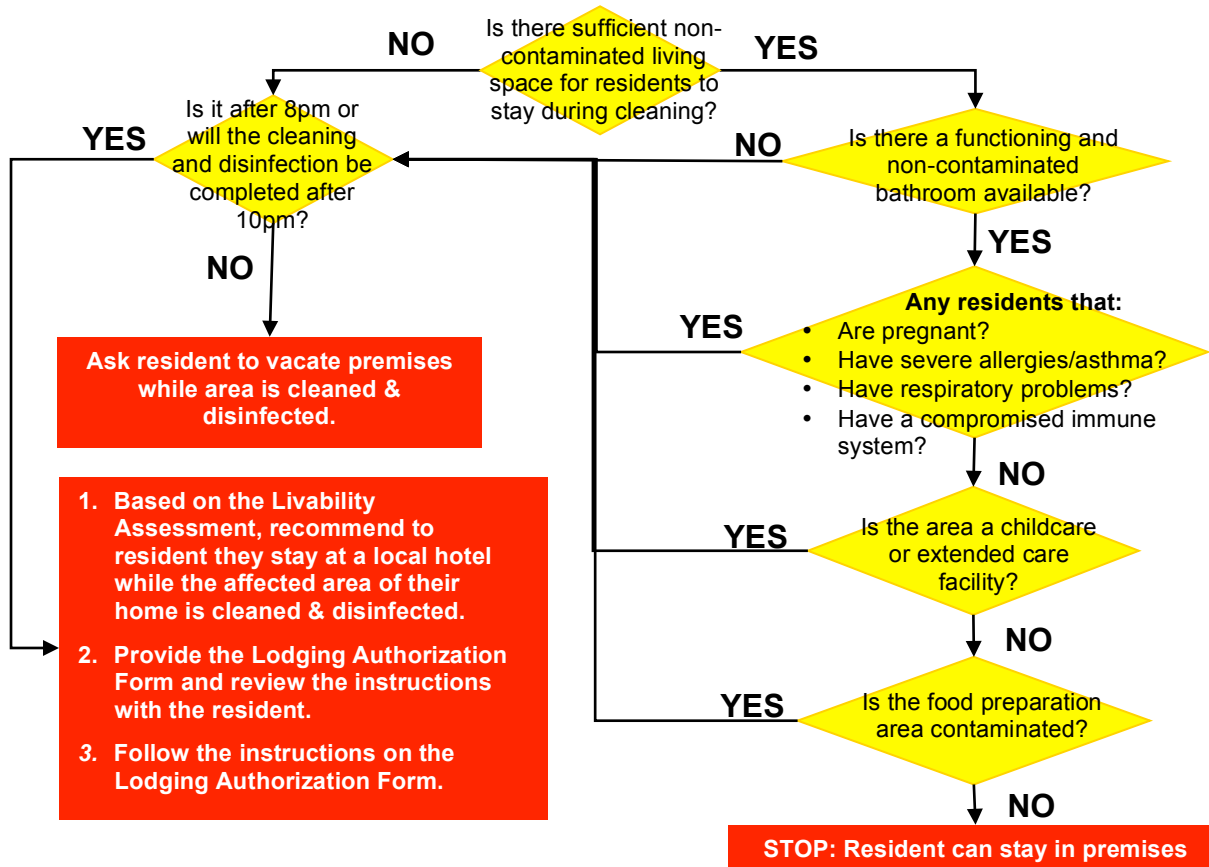 NO
Is there sufficient non-
contaminated living
space for residents to
stay during cleaning?
YES
YES
Is it after 8pm or
will the cleaning
and disinfection be
completed after
10pm?
NO
Is there a functioning and
non-contaminated
bathroom available?
NO
YES
Ask resident to vacate premises
while area is cleaned &
disinfected.
YES
Any residents that:
• Are pregnant?
• Have severe allergies/asthma?
• Have respiratory problems?
• Have a compromised immune
system?
NO
1. Based on the Livability
Assessment, recommend to
resident they stay at a local hotel
while the affected area of their
home is cleaned & disinfected.
2. Provide the Lodging Authorization
Form and review the instructions
with the resident.
3. Follow the instructions on the
Lodging Authorization Form.
YES
Is the area a childcare
or extended care
facility?
NO
YES
Is the food preparation
area contaminated?
NO
STOP: Resident can stay in premises